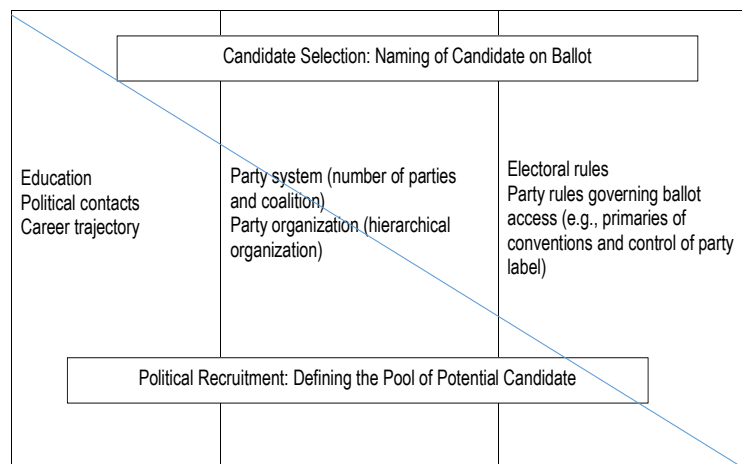 Candidate Selection: Naming of Candidate on Ballot
Education
Political contacts
Career trajectory
Party system (number of parties
and coalition)
Party organization (hierarchical
organization)
Electoral rules
Party rules governing ballot
access (e.g., primaries of
conventions and control of party
label)
Political Recruitment: Defining the Pool of Potential Candidate